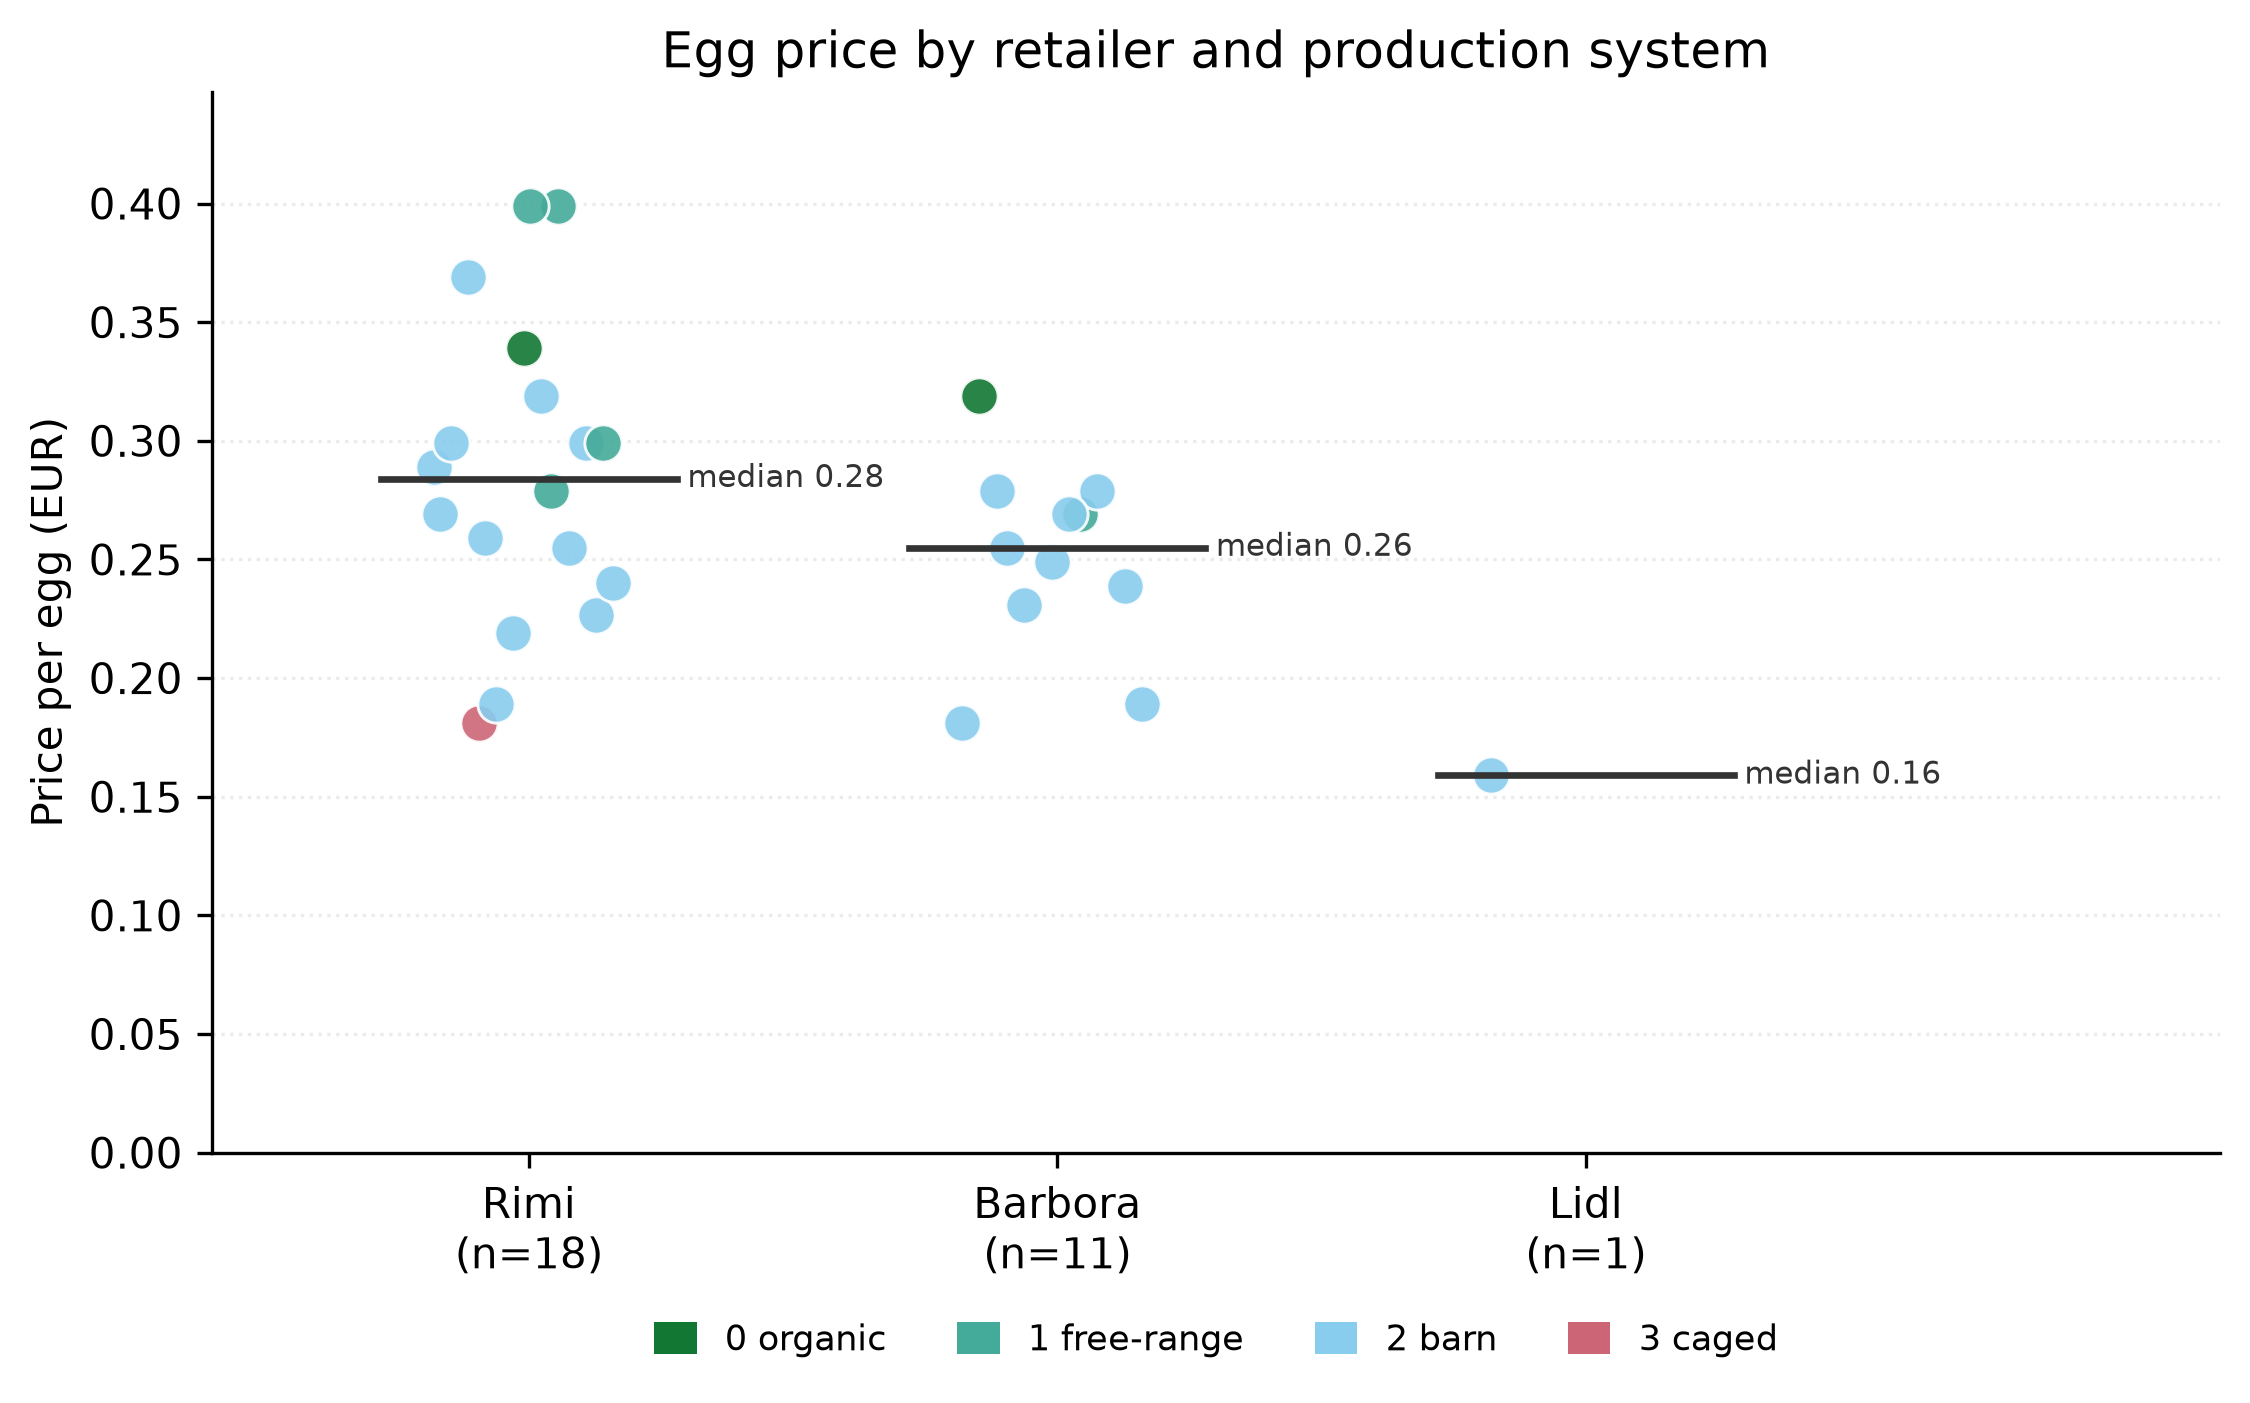 Egg price by retailer and production system
Price per egg (EUR)
0.40
0.35
0.30
0.25
0.20
0.15
0.10
0.05
0.00
median 0.28
median 0.26
median 0.16
Rimi
(n=18)
Barbora
(n=11)
Lidl
(n=1)
0 organic
1 free-range
2 barn
3 caged